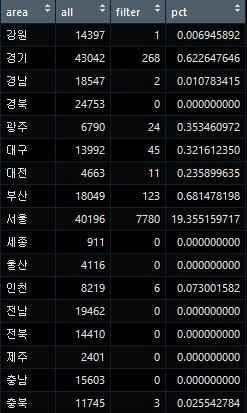 area all filter pct
강원 14397 1 0.006945892
경기 43042 268 0.622647646
경남 18547 2 0.010783415
경북 24753 0 0.000000000
광주 6790 24 0.353460972
대구 13992 45 0.321612350
대전 4663 11 0.235899635
부산 18049 123 0.681478198
서울 40196 7780 19.355159717
세종 911 0 0.000000000
울산 4116 0 0.000000000
인천 8219 6 0.073001582
전남 19462 0 0.000000000
전북 14410 0 0.000000000
제주 2401 0 0.000000000
충남 15603 0 0.000000000
충북 11745 3 0.025542784